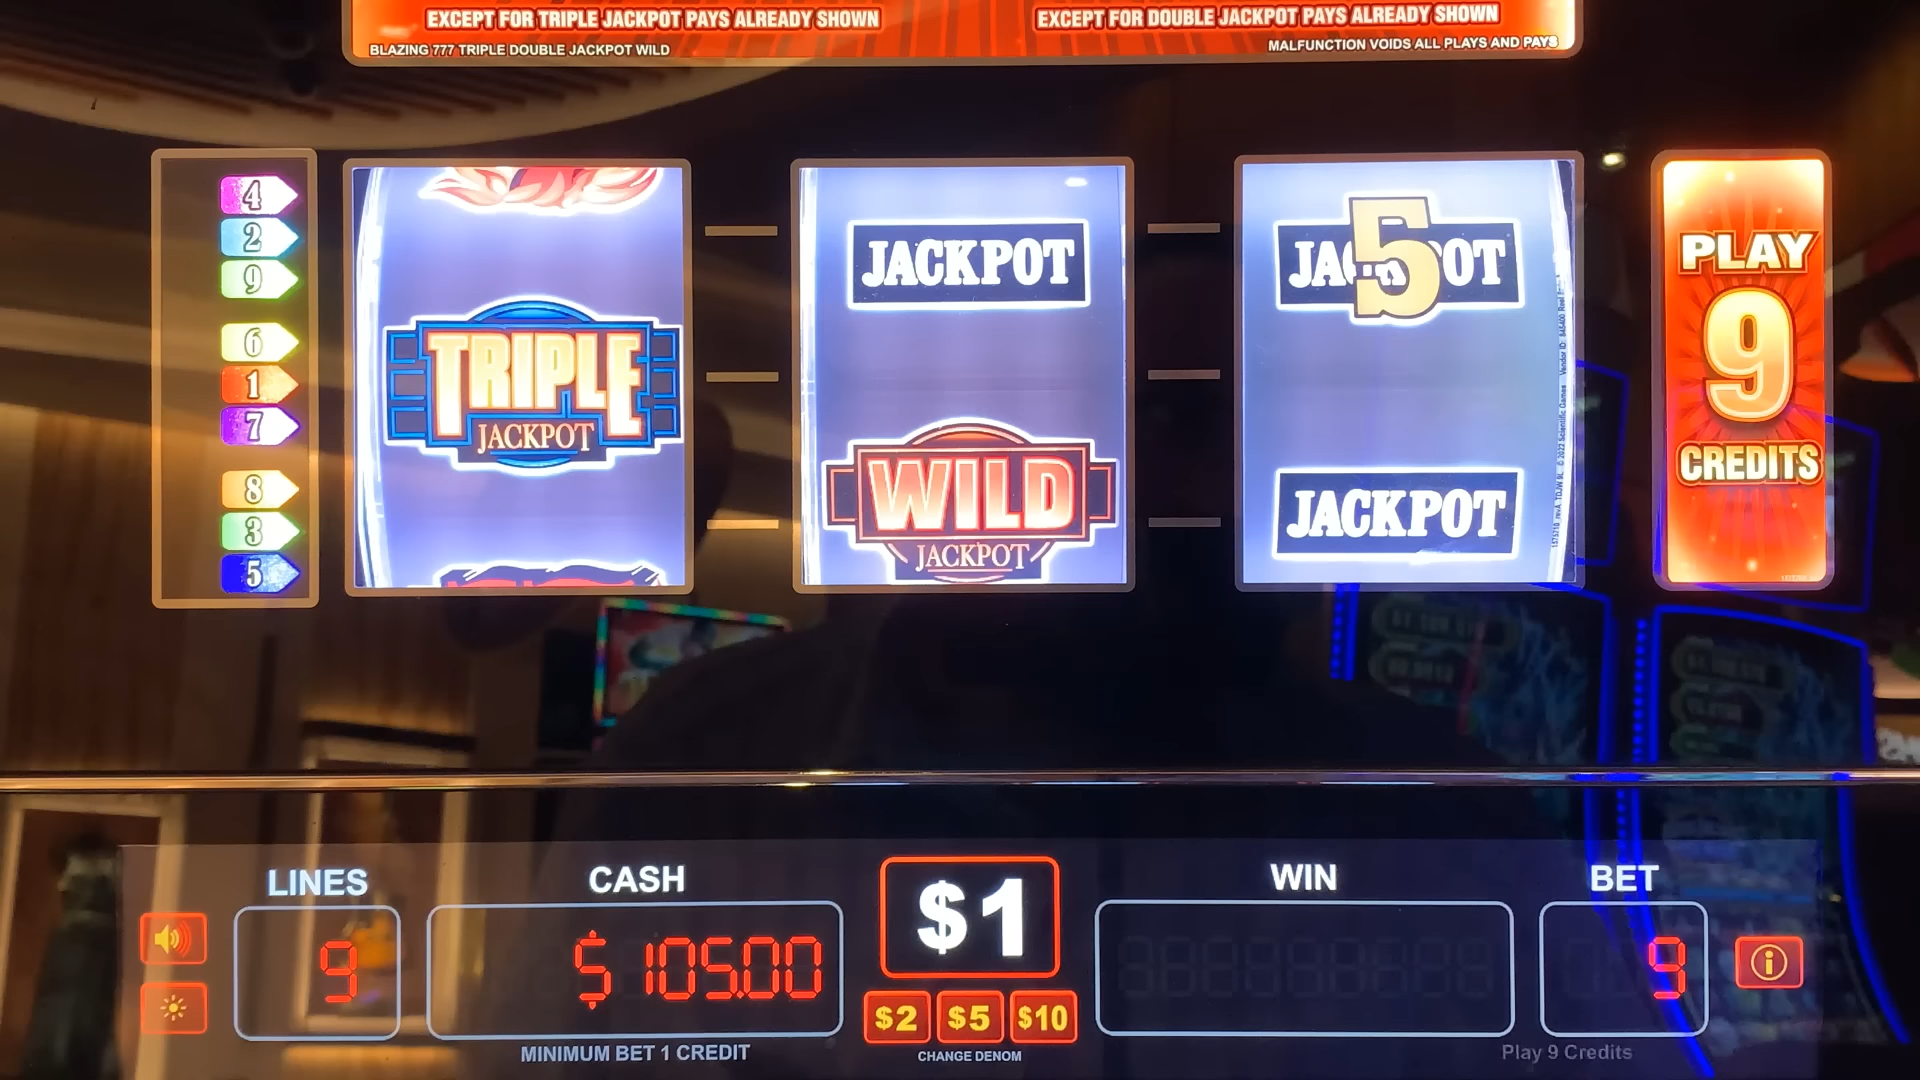 EXCEPT FOR TRIPLE JACKPOT PAYS ALREADY SHOWN
EXCEPT FOR DOUBLE JACKPOT PAYS ALREADY SHOWN
BLAZING 777 TRIPLE DOUBLE JACKPOT WILD
MALFUNCTION VOIDS ALL PLAYS AND PAYS
4
2
9
6
1
7
8
3
5
TRIPLE
JACKPOT
JACKPOT
WILD
JACKPOT
JACKPOT
5
JACKPOT
PLAY
9
CREDITS
LINES
9
CASH
$ 105.00
MINIMUM BET 1 CREDIT
$1
$2 $5 $10
CHANGE DENOM
WIN
BET
9
Play 9 Credits